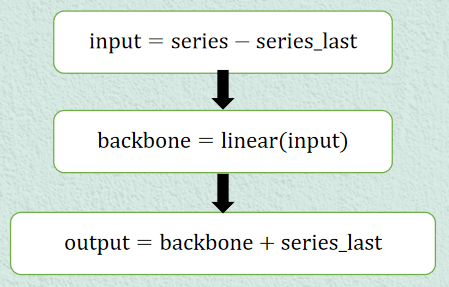 input = series − series_last
backbone = linear(input)
output = backbone + series_last